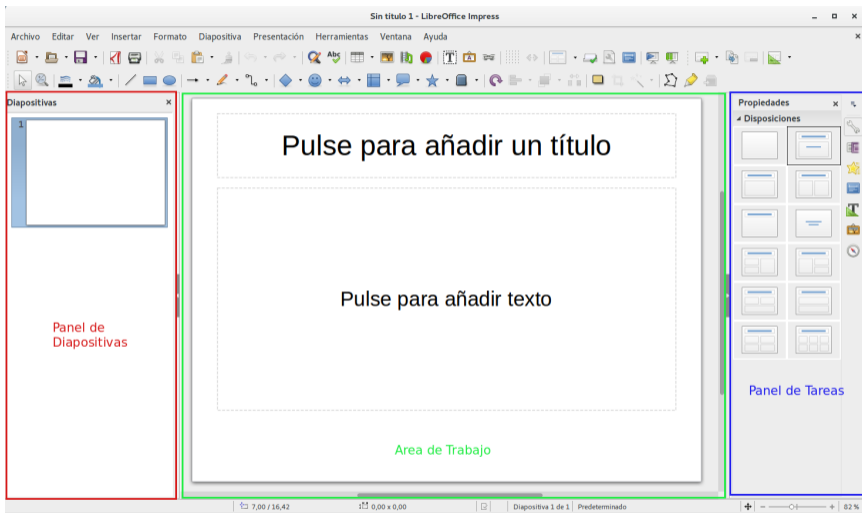 Sin título 1 - LibreOffice Impress
Archivo Editar Ver Insertar Formato Diapositiva Presentación Herramientas Ventana Ayuda
Abc
T
Diapositivas
1
Panel de
Diapositivas
Pulse para añadir un título
Pulse para añadir texto
Area de Trabajo
Propiedades
Disposiciones
T
Panel de Tareas
7,00 / 16,42 0,00 x 0,00 Diapositiva 1 de 1 Predeterminado 82 %